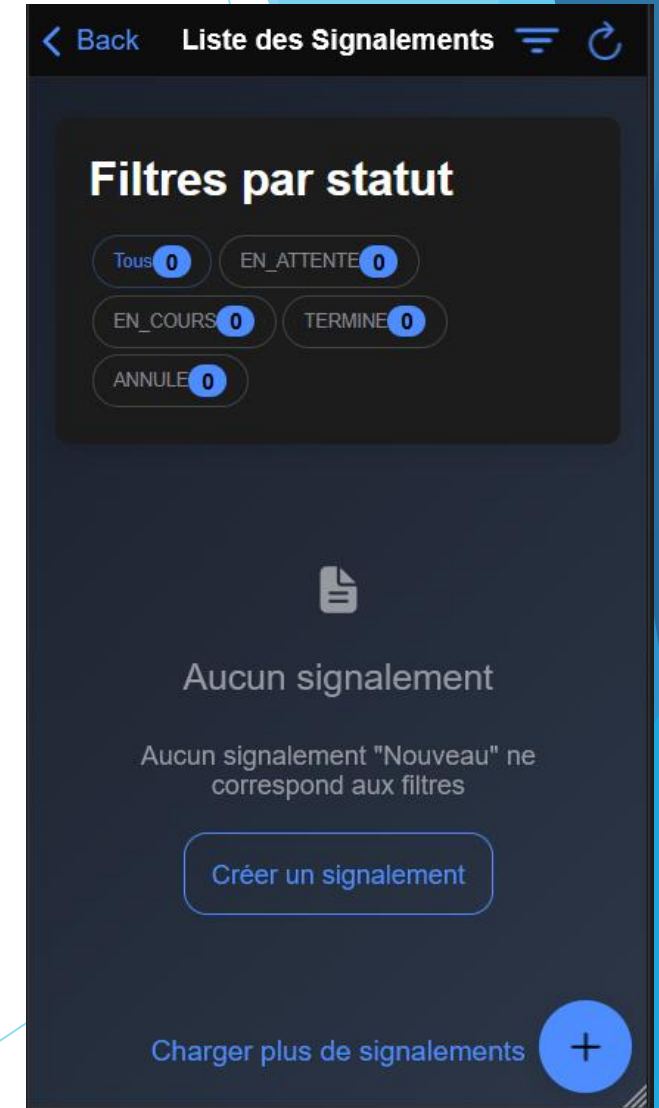 Back Liste des Signalements
Filtres par statut
Tous 0 EN_ATTENTE 0
EN_COURS 0 TERMINE 0
ANNULE 0
Aucun signalement
Aucun signalement "Nouveau" ne
correspond aux filtres
Créer un signalement
Charger plus de signalements +